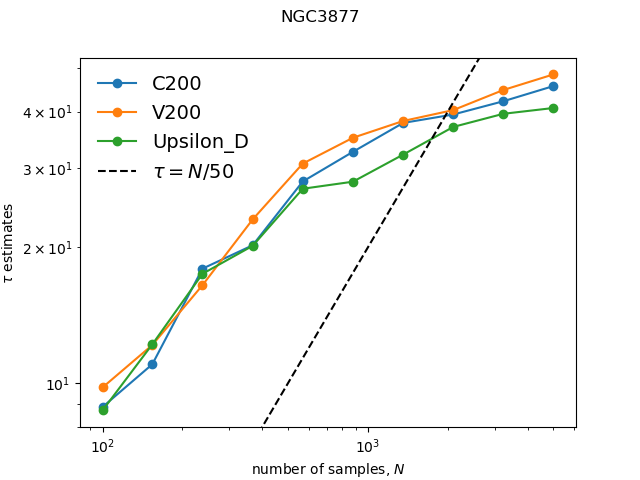 NGC3877
C200
V200
Upsilon_D
τ = N/50
4 × 10¹
3 × 10¹
2 × 10¹
10¹
τ estimates
10² 10³
number of samples, N